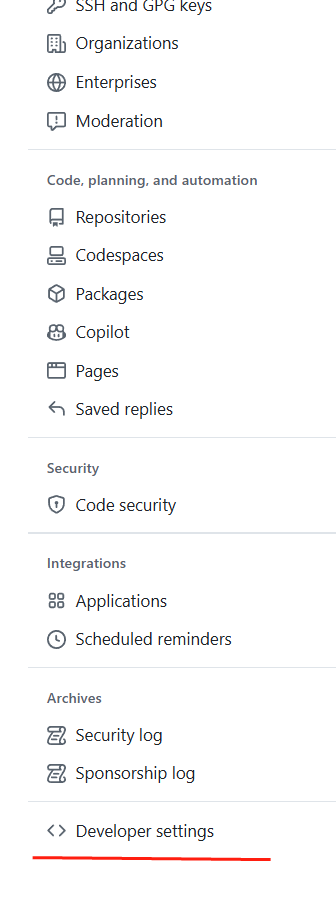 SSH and GPG keys
Organizations
Enterprises
Moderation
Code, planning, and automation
Repositories
Codespaces
Packages
Copilot
Pages
Saved replies
Security
Code security
Integrations
Applications
Scheduled reminders
Archives
Security log
Sponsorship log
Developer settings